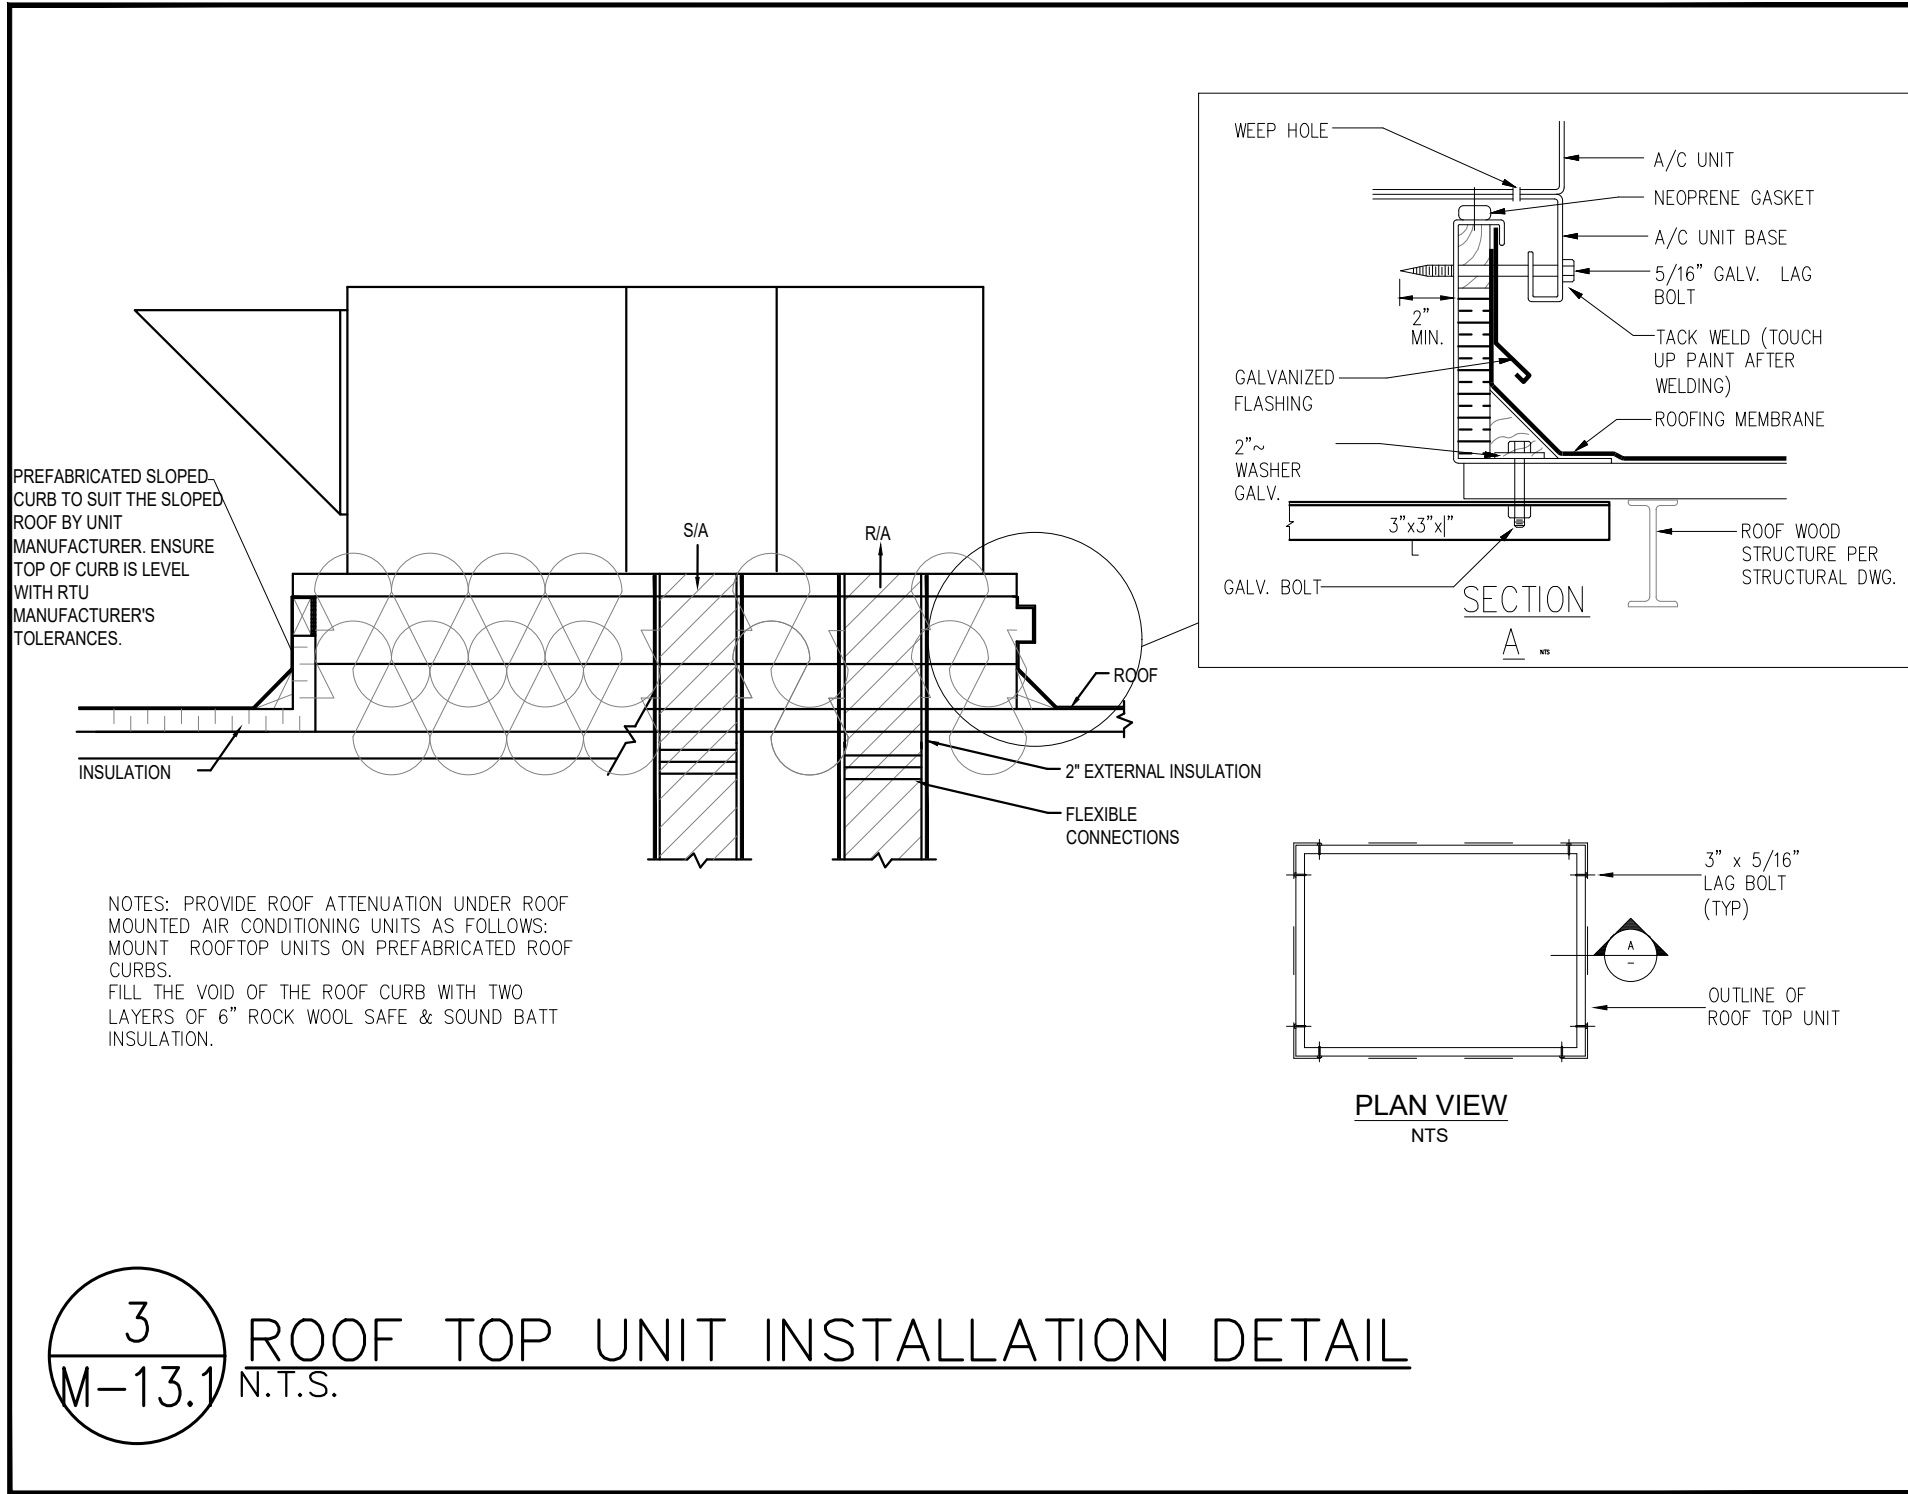 WEEP HOLE
A/C UNIT
NEOPRENE GASKET
A/C UNIT BASE
5/16" GALV. LAG
BOLT
2"
MIN.
TACK WELD (TOUCH
UP PAINT AFTER
WELDING)
GALVANIZED
FLASHING
ROOFING MEMBRANE
2"~
WASHER
GALV.
3"x3"x|"
L
ROOF WOOD
STRUCTURE PER
STRUCTURAL DWG.
GALV. BOLT
SECTION
A NTS
PREFABRICATED SLOPED
CURB TO SUIT THE SLOPED
ROOF BY UNIT
MANUFACTURER. ENSURE
TOP OF CURB IS LEVEL
WITH RTU
MANUFACTURER'S
TOLERANCES.
S/A
R/A
ROOF
INSULATION
2" EXTERNAL INSULATION
FLEXIBLE
CONNECTIONS
NOTES: PROVIDE ROOF ATTENUATION UNDER ROOF
MOUNTED AIR CONDITIONING UNITS AS FOLLOWS:
MOUNT ROOFTOP UNITS ON PREFABRICATED ROOF
CURBS.
FILL THE VOID OF THE ROOF CURB WITH TWO
LAYERS OF 6" ROCK WOOL SAFE & SOUND BATT
INSULATION.
3" x 5/16"
LAG BOLT
(TYP)
A
–
OUTLINE OF
ROOF TOP UNIT
PLAN VIEW
NTS
3
M-13.1
ROOF TOP UNIT INSTALLATION DETAIL
N.T.S.